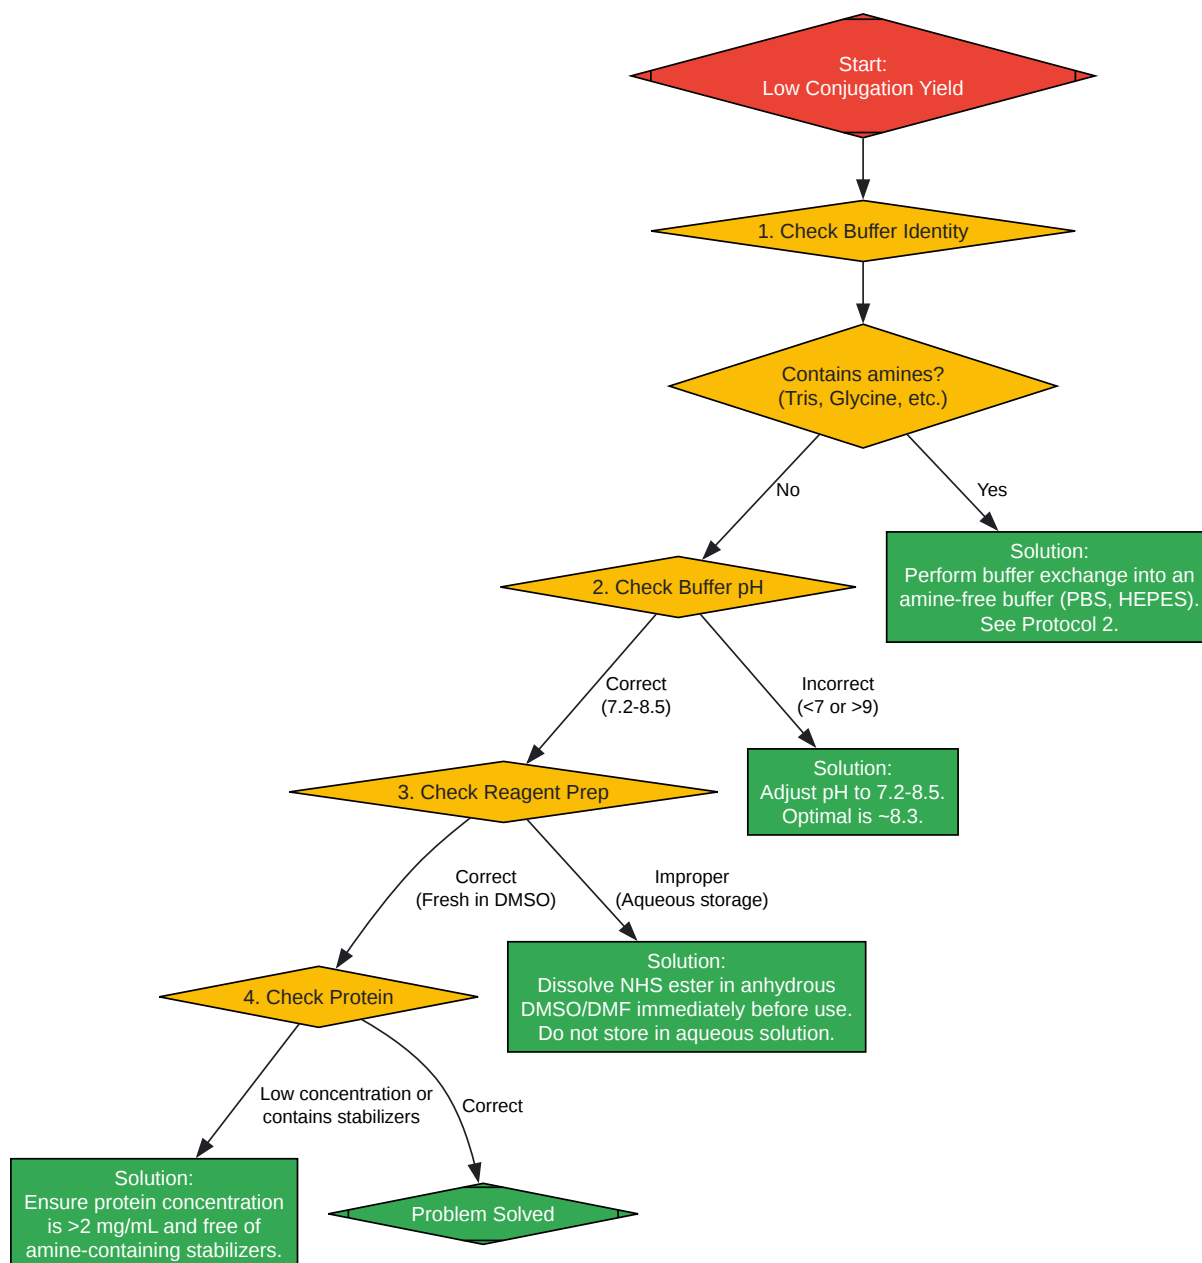 Start:
Low Conjugation Yield
1. Check Buffer Identity
Contains amines?
(Tris, Glycine, etc.)
No
Yes
Solution:
Perform buffer exchange into an
amine-free buffer (PBS, HEPES).
See Protocol 2.
2. Check Buffer pH
Correct
(7.2-8.5)
Incorrect
(<7 or >9)
Solution:
Adjust pH to 7.2-8.5.
Optimal is ~8.3.
3. Check Reagent Prep
Correct
(Fresh in DMSO)
Improper
(Aqueous storage)
Solution:
Dissolve NHS ester in anhydrous
DMSO/DMF immediately before use.
Do not store in aqueous solution.
4. Check Protein
Low concentration or
contains stabilizers
Correct
Solution:
Ensure protein concentration
is >2 mg/mL and free of
amine-containing stabilizers.
Problem Solved